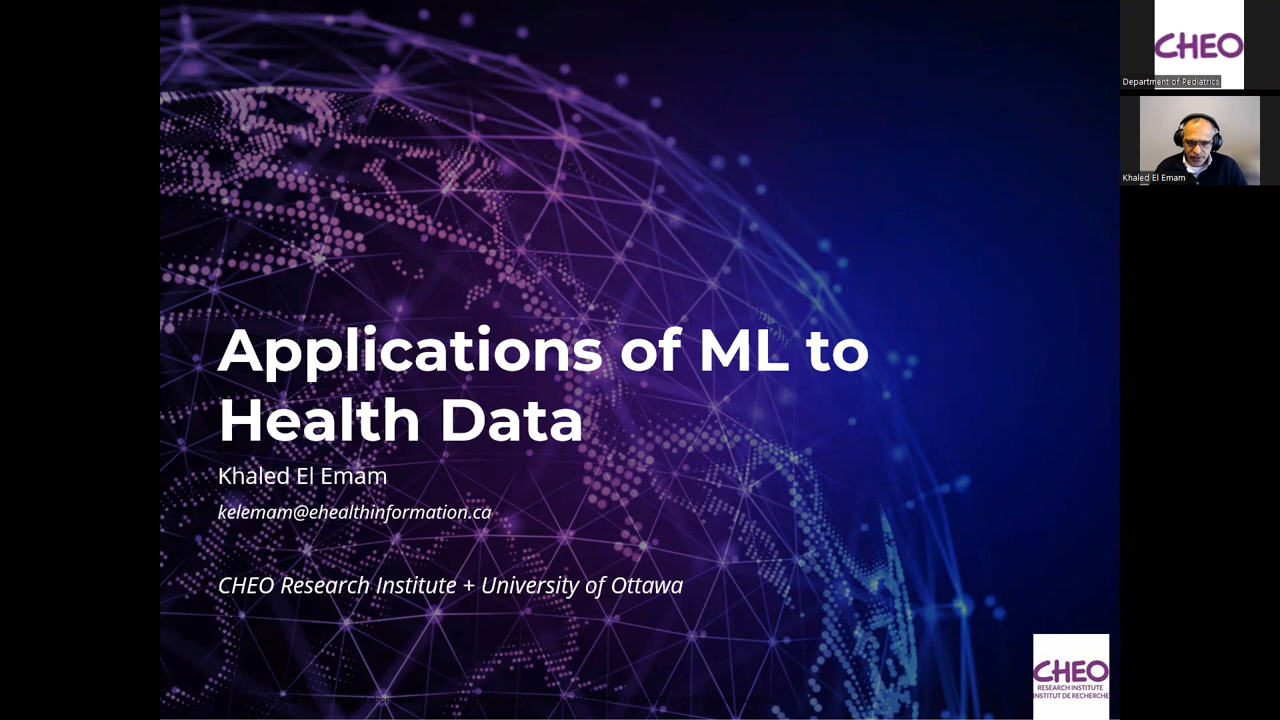 Applications of ML to
Health Data
Khaled El Emam
kelemam@ehealthinformation.ca
CHEO Research Institute + University of Ottawa
CHEO
RESEARCH INSTITUTE
INSTITUT DE RECHERCHE
CHEO
Department of Pediatrics
Khaled El Emam